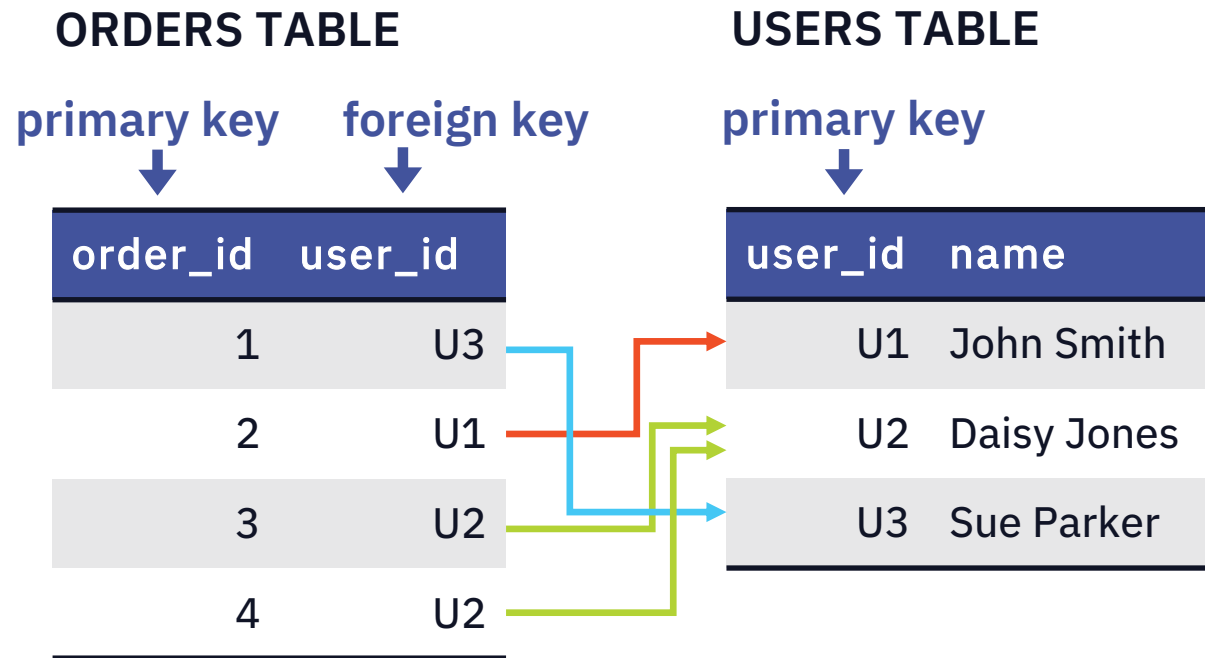 ORDERS TABLE
primary key foreign key
order_id user_id
1 U3
2 U1
3 U2
4 U2
USERS TABLE
primary key
user_id name
U1 John Smith
U2 Daisy Jones
U3 Sue Parker